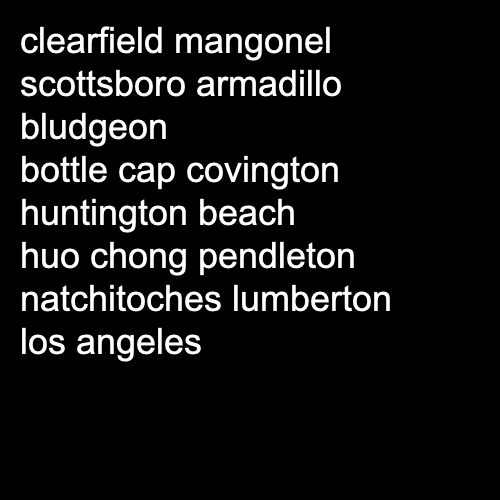 clearfield mangonel
scottsboro armadillo
bludgeon
bottle cap covington
huntington beach
huo chong pendleton
natchitoches lumberton
los angeles